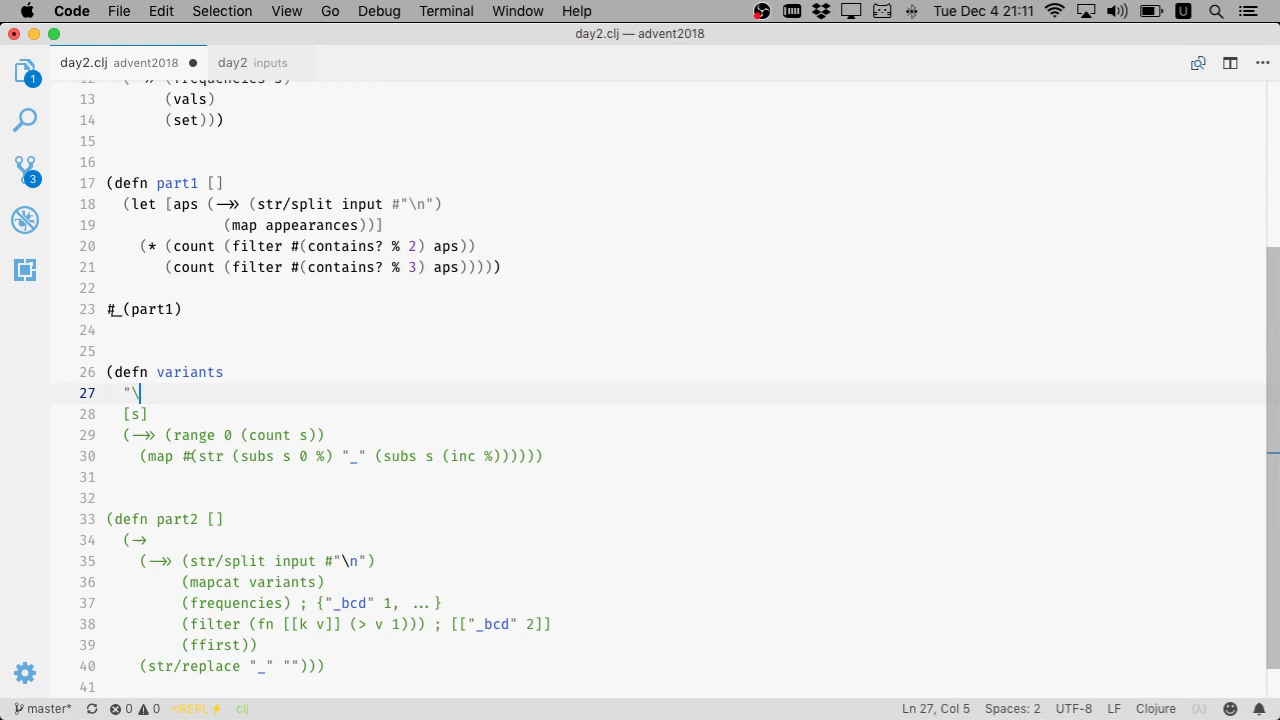 Code File Edit Selection View Go Debug Terminal Window Help Tue Dec 4 21:11 U
day2.clj — advent2018
day2.clj advent2018 day2 inputs
1
3
12 (->> (frequencies s)
13 (vals)
14 (set)))
15
16
17 (defn part1 []
18 (let [aps (->> (str/split input #"\n")
19 (map appearances))]
20 (* (count (filter #(contains? % 2) aps))
21 (count (filter #(contains? % 3) aps)))))
22
23 #_(part1)
24
25
26 (defn variants
27 "\
28 [s]
29 (->> (range 0 (count s))
30 (map #(str (subs s 0 %) "_" (subs s (inc %))))))
31
32
33 (defn part2 []
34 (->
35 (->> (str/split input #"\n")
36 (mapcat variants)
37 (frequencies) ; {"_bcd" 1, ...}
38 (filter (fn [[k v]] (> v 1))) ; [["_bcd" 2]]
39 (ffirst))
40 (str/replace "_" "")))
41
master* 0 0 nREPL clj Ln 27, Col 5 Spaces: 2 UTF-8 LF Clojure (λ)